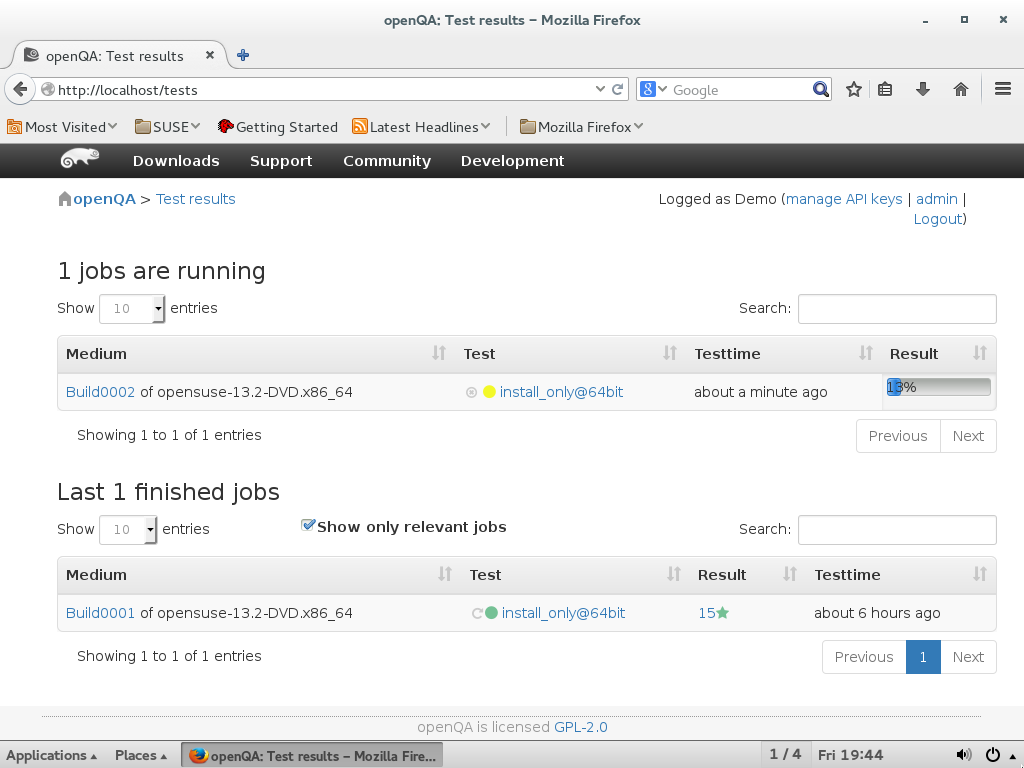 openQA: Test results – Mozilla Firefox
openQA: Test results
http://localhost/tests
Google
Most Visited
SUSE
Getting Started
Latest Headlines
Mozilla Firefox
Downloads Support Community Development
openQA > Test results
Logged as Demo (manage API keys | admin |
Logout)
1 jobs are running
Show 10 entries
Search:
Medium Test Testtime Result
Build0002 of opensuse-13.2-DVD.x86_64 install_only@64bit about a minute ago 13%
Showing 1 to 1 of 1 entries
Previous Next
Last 1 finished jobs
Show 10 entries
Show only relevant jobs
Search:
Medium Test Result Testtime
Build0001 of opensuse-13.2-DVD.x86_64 install_only@64bit 15 about 6 hours ago
Showing 1 to 1 of 1 entries
Previous 1 Next
openQA is licensed GPL-2.0
Applications Places openQA: Test results – Mozilla Fire... 1 / 4 Fri 19:44